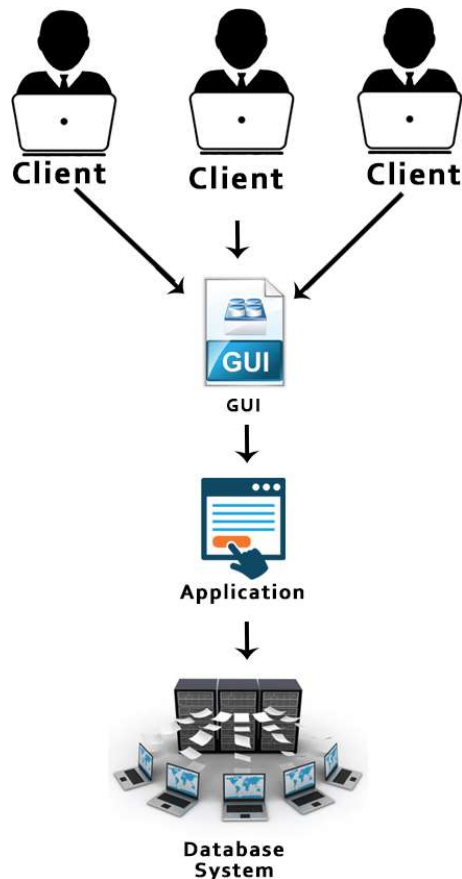 Client
Client
Client
GUI
GUI
Application
Database
System